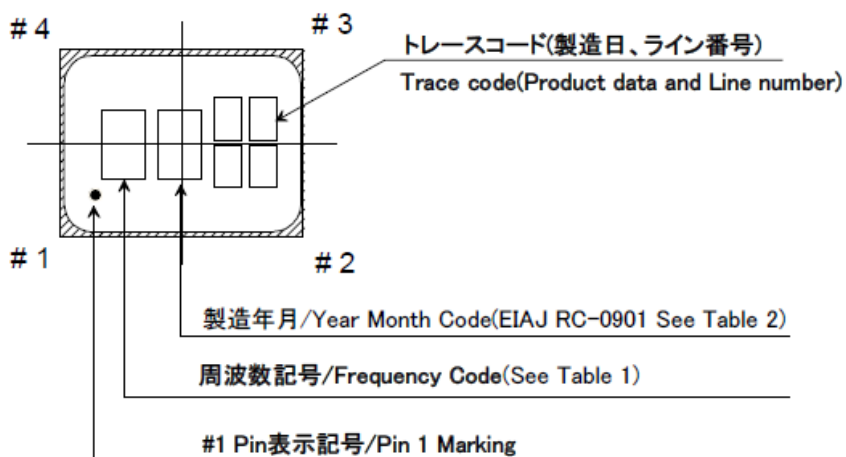 # 4
# 3
トレースコード(製造日、ライン番号)
Trace code(Product data and Line number)
# 1
# 2
製造年月/Year Month Code(EIAJ RC-0901 See Table 2)
周波数記号/Frequency Code(See Table 1)
#1 Pin表示記号/Pin 1 Marking